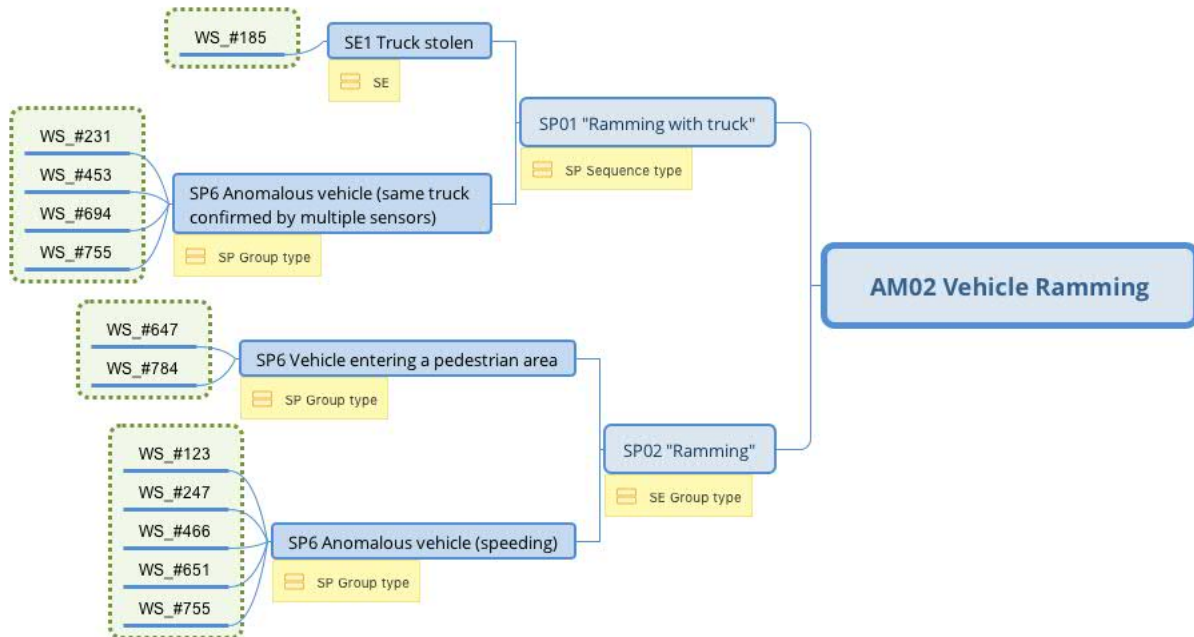 WS_#185
SE1 Truck stolen
SE
SP01 "Ramming with truck"
SP Sequence type
WS_#231
WS_#453
WS_#694
WS_#755
SP6 Anomalous vehicle (same truck
confirmed by multiple sensors)
SP Group type
AM02 Vehicle Ramming
WS_#647
WS_#784
SP6 Vehicle entering a pedestrian area
SP Group type
SP02 "Ramming"
SE Group type
WS_#123
WS_#247
WS_#466
WS_#651
WS_#755
SP6 Anomalous vehicle (speeding)
SP Group type